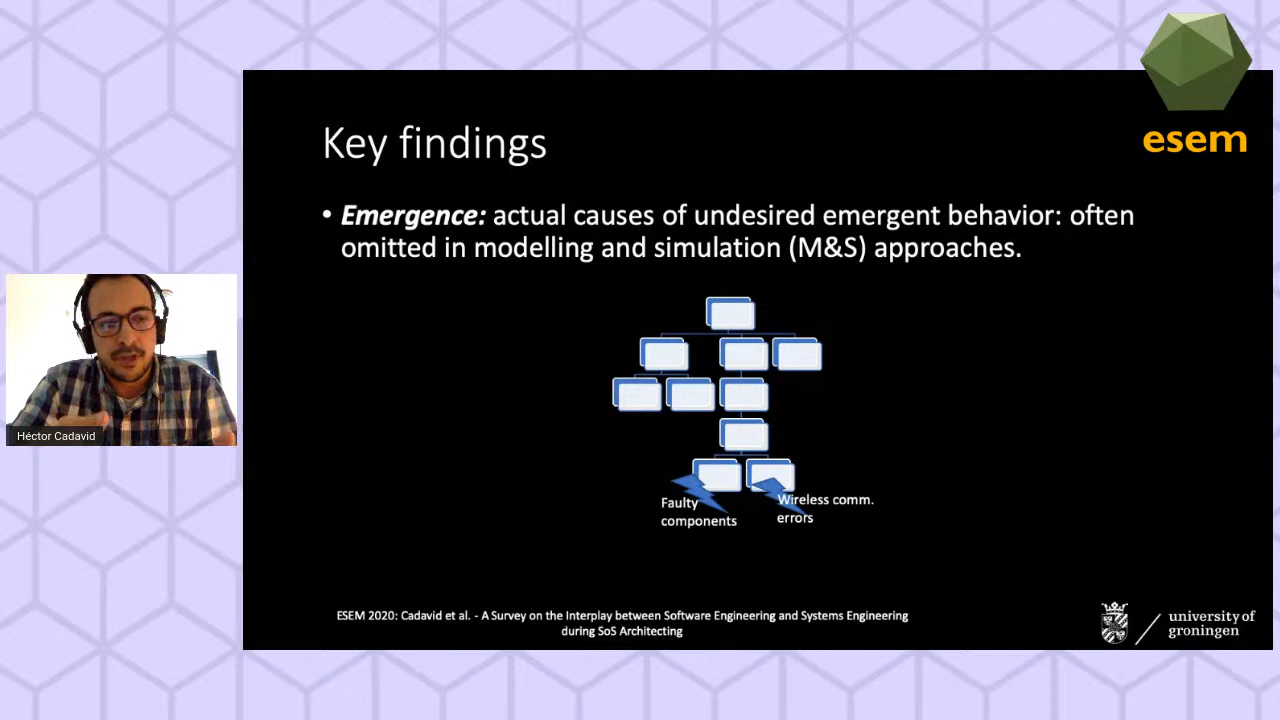 esem
Key findings
• Emergence: actual causes of undesired emergent behavior: often
omitted in modelling and simulation (M&S) approaches.
Faulty
components
Wireless comm.
errors
Héctor Cadavid
ESEM 2020: Cadavid et al. - A Survey on the Interplay between Software Engineering and Systems Engineering
during SoS Architecting
university of
groningen